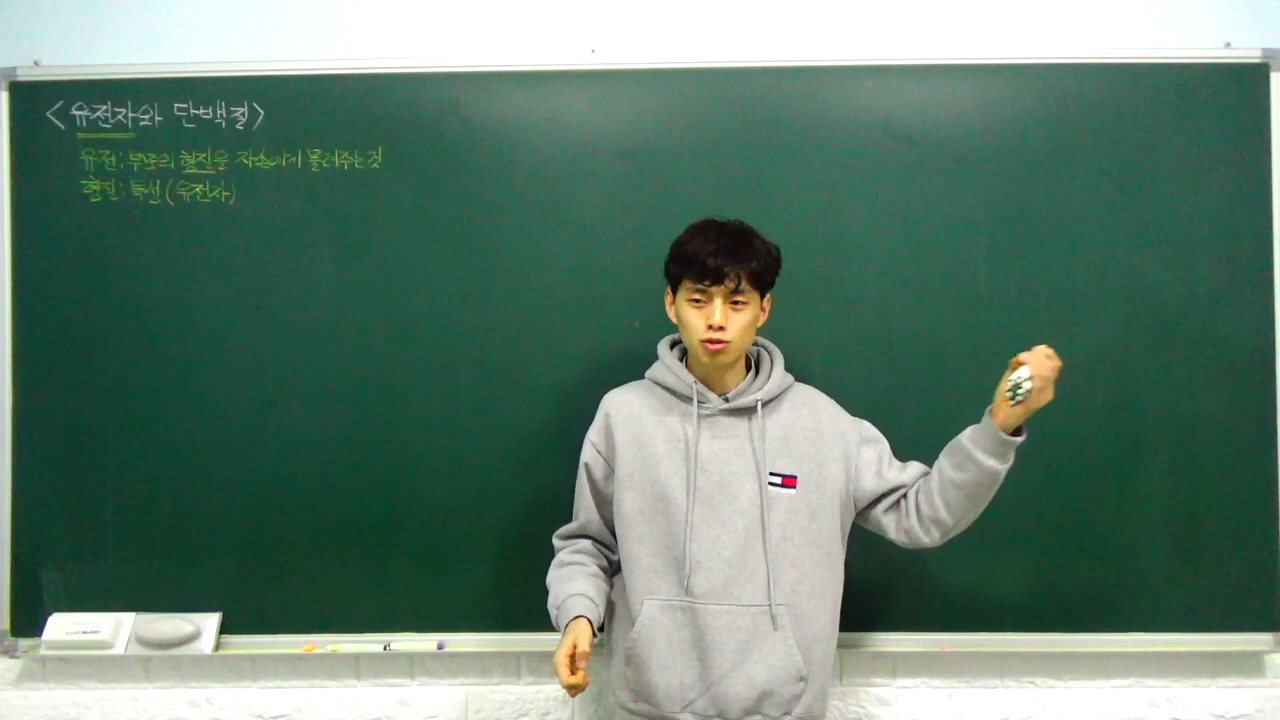 <유전자와 단백질>
유전: 부모의 형질을 자손에게 물려주는것
형질: 특성 (유전자)